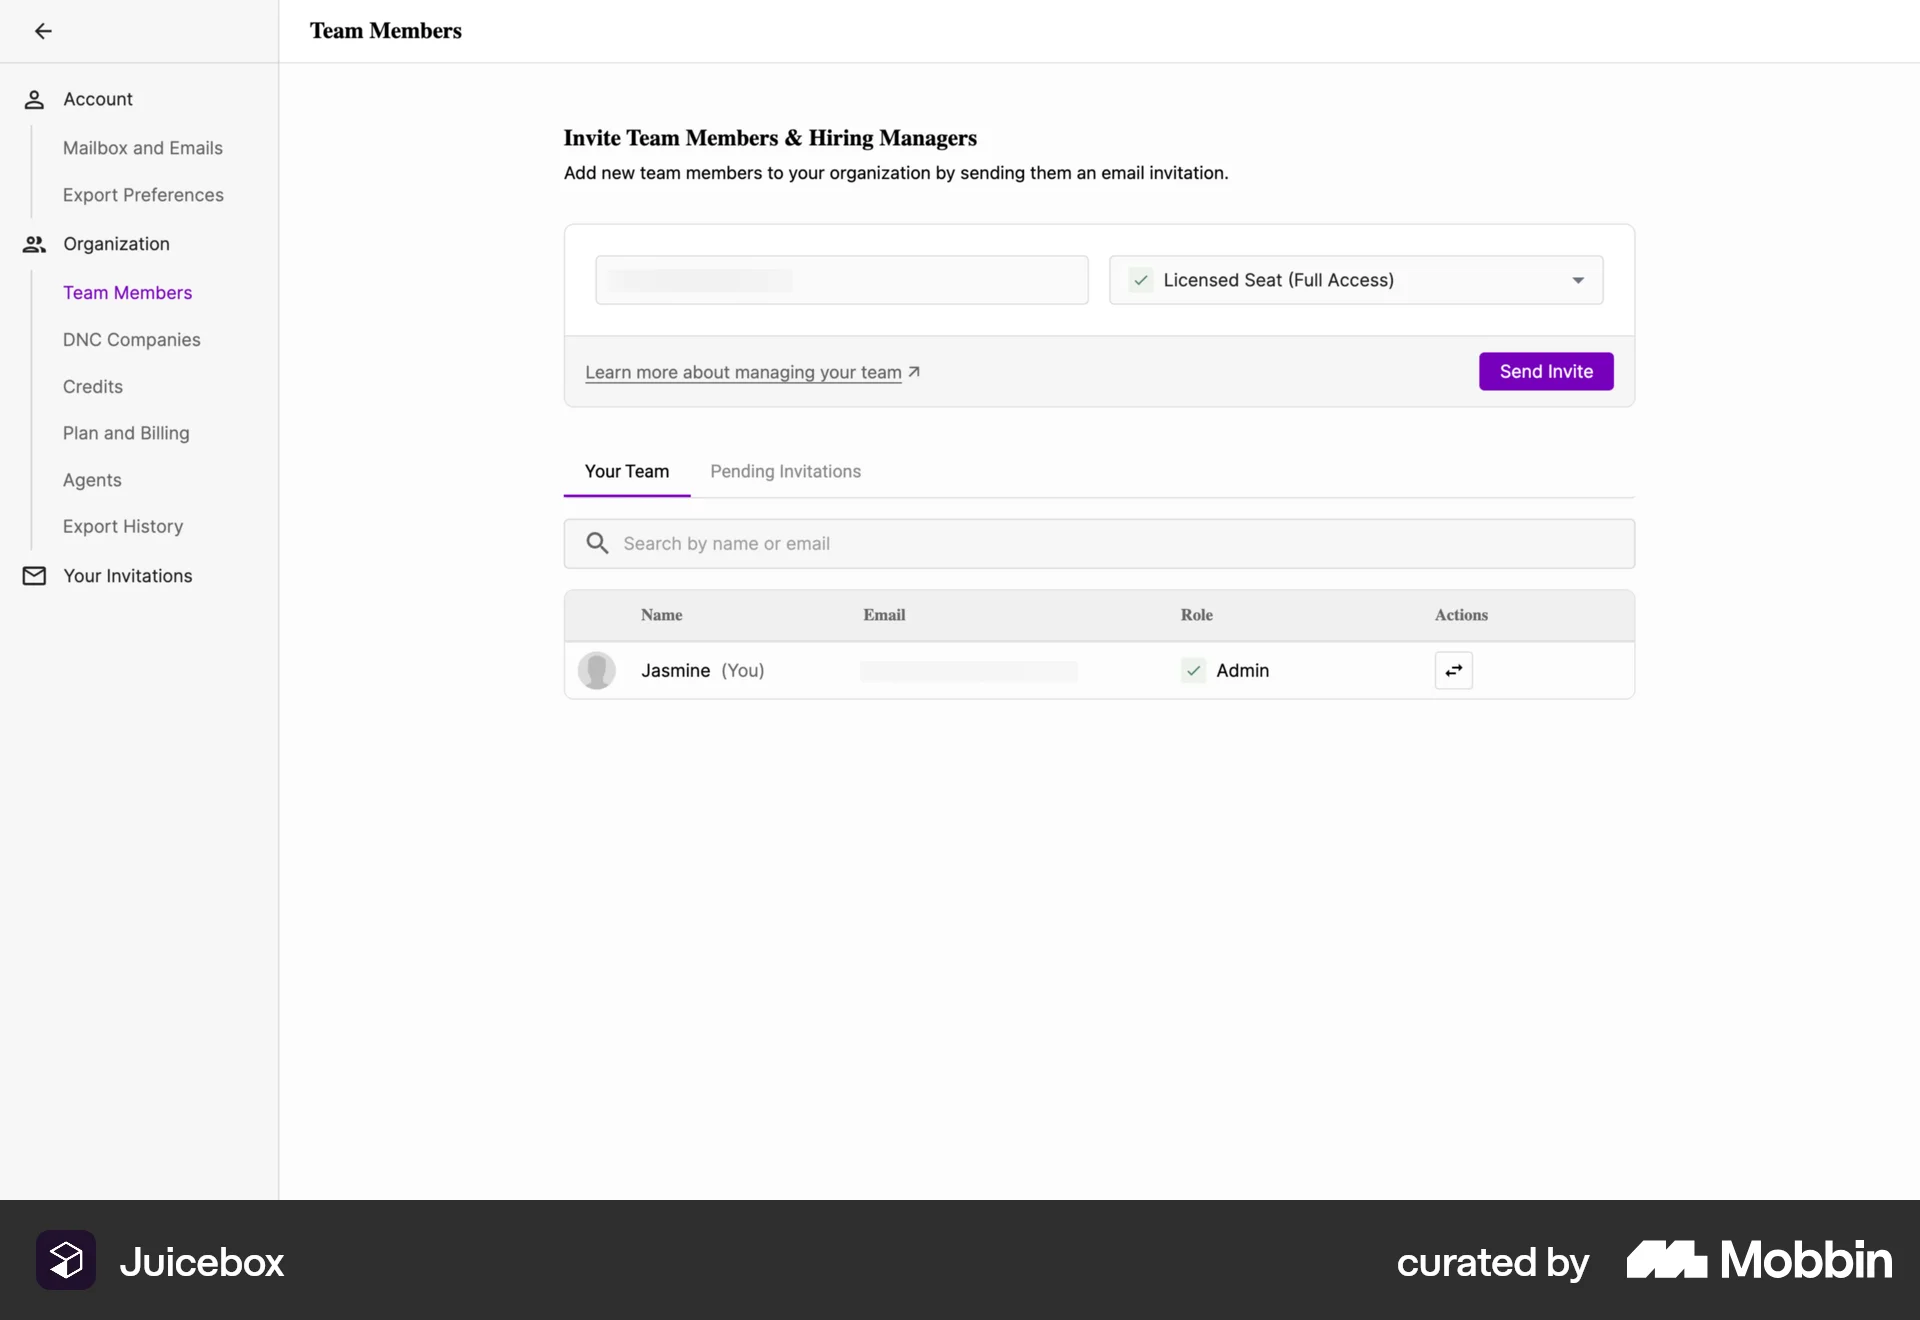 Team Members
Account
Mailbox and Emails
Export Preferences
Organization
Team Members
DNC Companies
Credits
Plan and Billing
Agents
Export History
Your Invitations
Invite Team Members & Hiring Managers
Add new team members to your organization by sending them an email invitation.
Licensed Seat (Full Access)
Learn more about managing your team
Send Invite
Your Team Pending Invitations
Search by name or email
Name Email Role Actions
Jasmine (You) Admin
Juicebox
curated by Mobbin